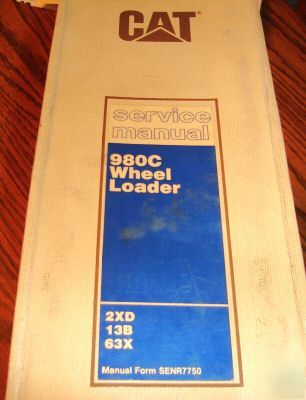 CAT
service
manual
980C
Wheel
Loader
2XD
13B
63X
Manual Form SENR7750